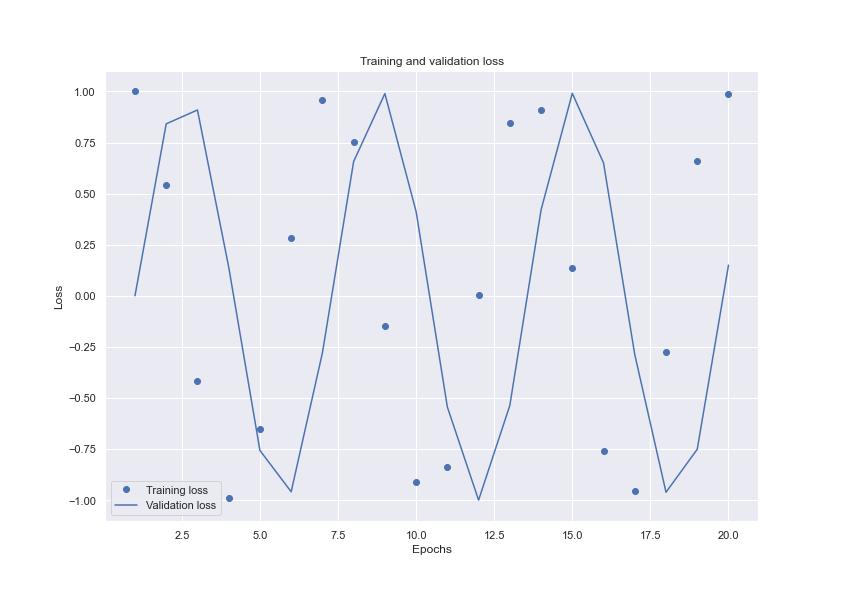 Training and validation loss
1.00
0.75
0.50
0.25
0.00
−0.25
−0.50
−0.75
−1.00
Loss
Training loss
Validation loss
2.5 5.0 7.5 10.0 12.5 15.0 17.5 20.0
Epochs